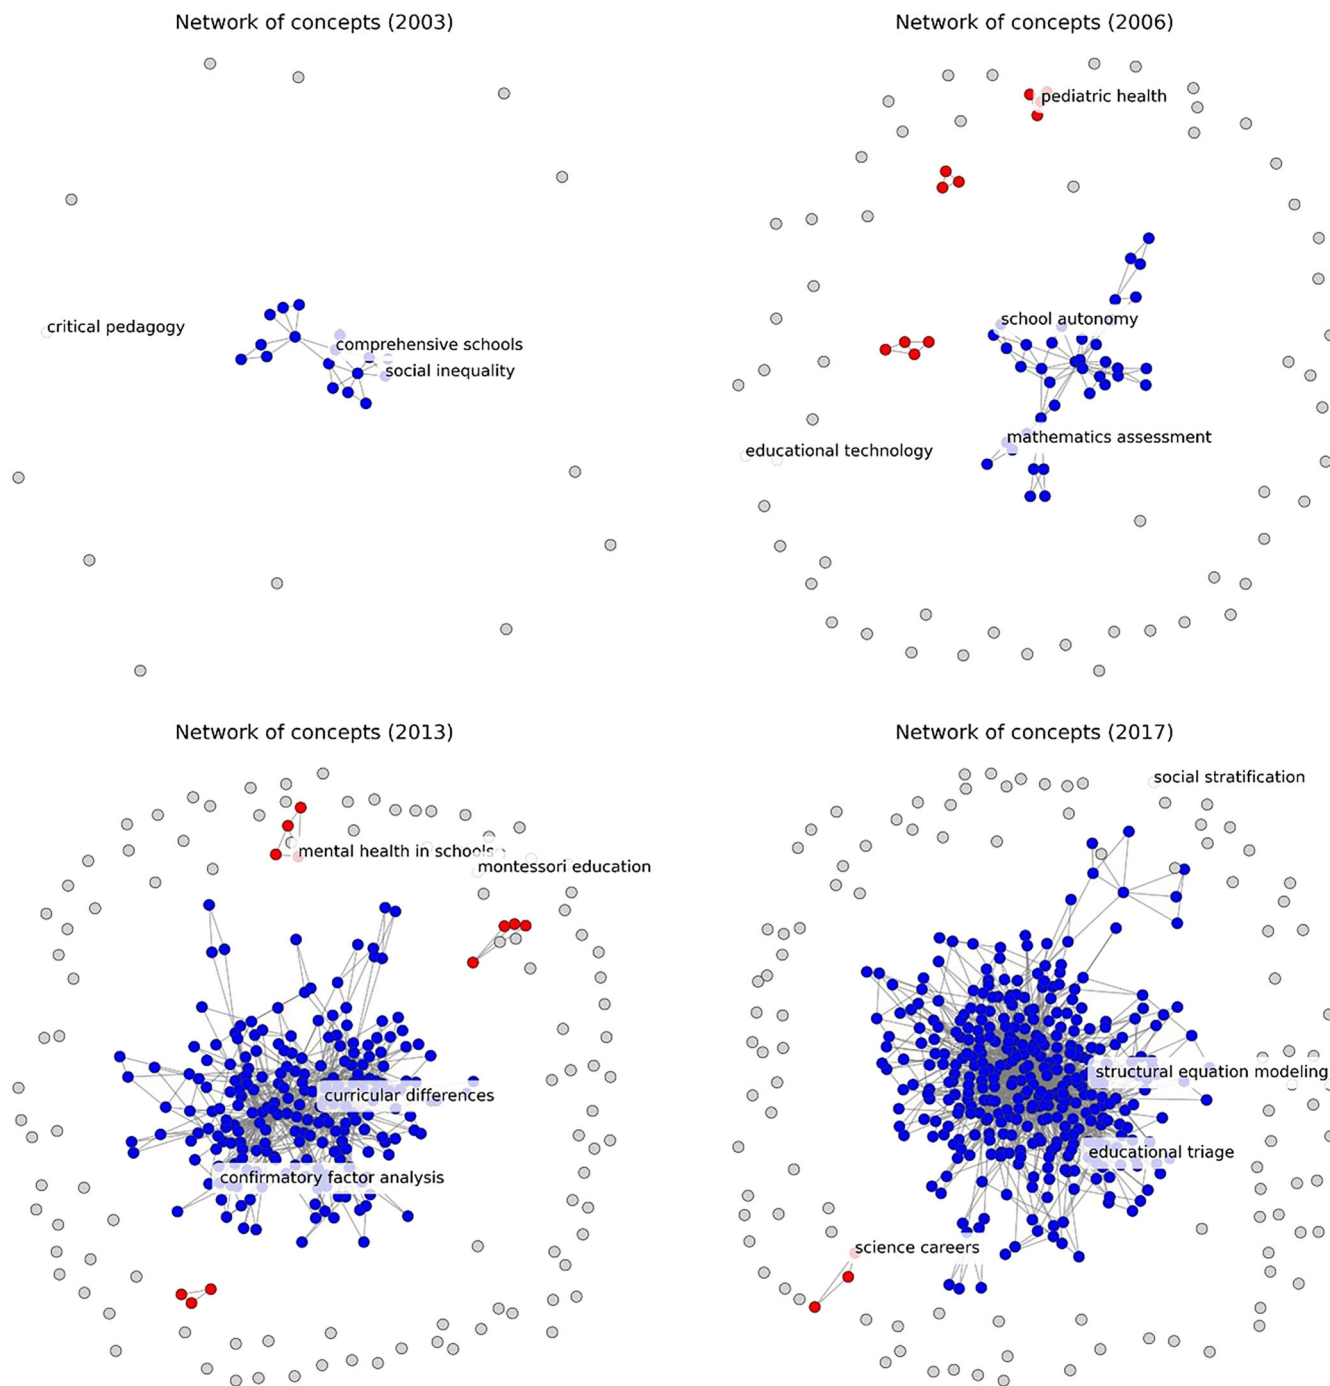 Network of concepts (2003)
critical pedagogy
comprehensive schools
social inequality
Network of concepts (2006)
pediatric health
school autonomy
mathematics assessment
educational technology
Network of concepts (2013)
mental health in schools
montessori education
curricular differences
confirmatory factor analysis
Network of concepts (2017)
social stratification
structural equation modeling
educational triage
science careers